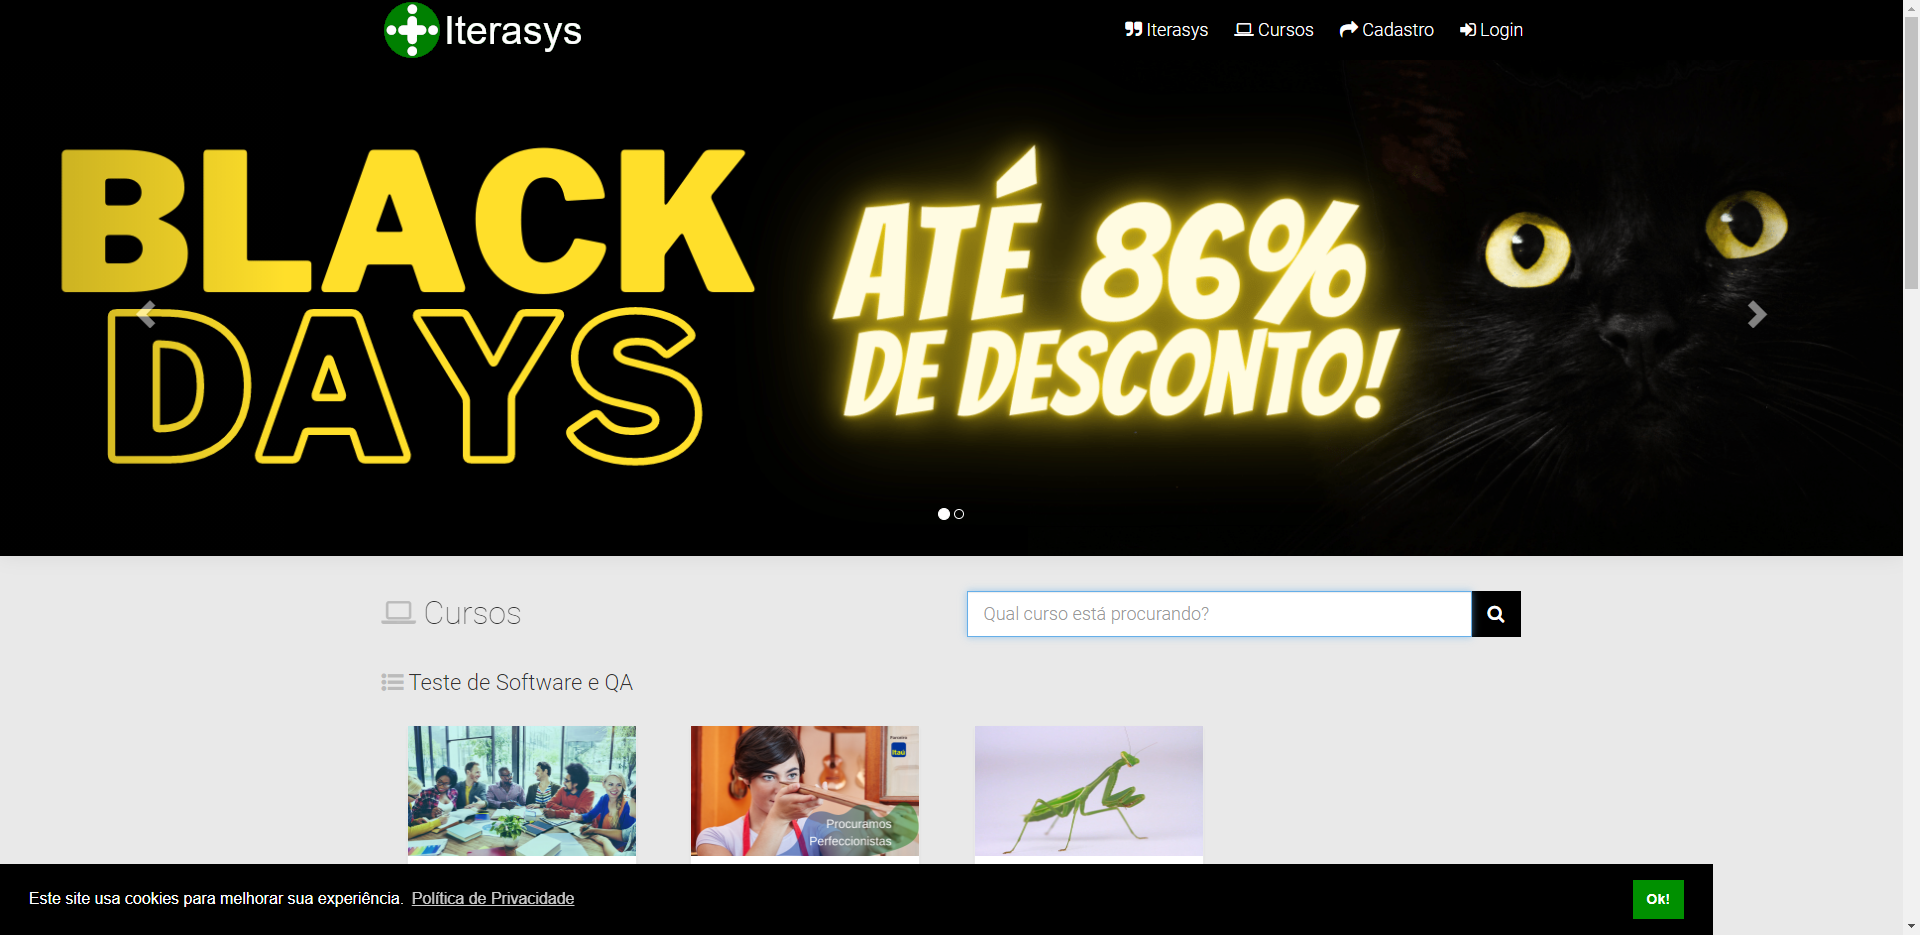 Iterasys
Iterasys Cursos Cadastro Login
BLACK
DAYS
ATÉ 86%
DE DESCONTO!
Cursos
Qual curso está procurando?
Teste de Software e QA
Parceiro
Itaú
Procuramos
Perfeccionistas
Este site usa cookies para melhorar sua experiência. Política de Privacidade
Ok!